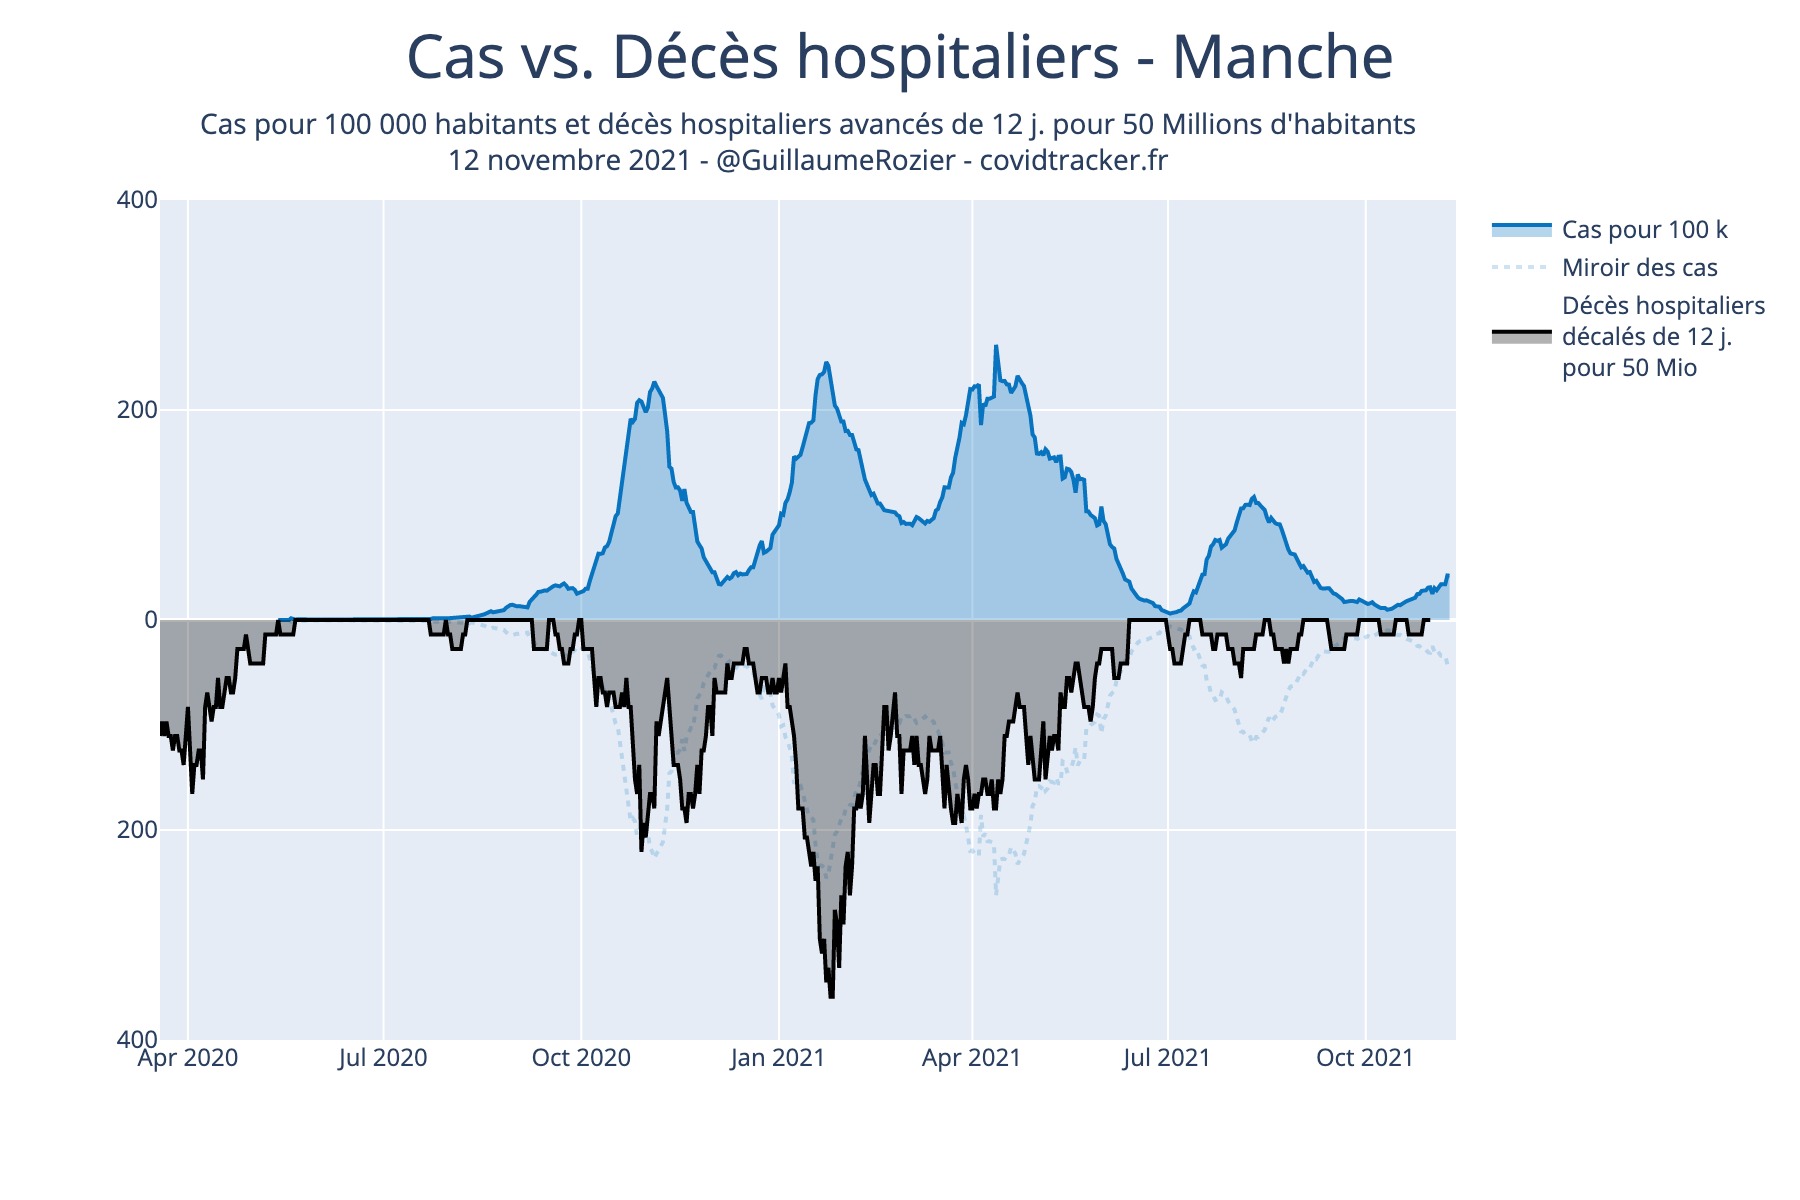 Cas vs. Décès hospitaliers - Manche
Cas pour 100 000 habitants et décès hospitaliers avancés de 12 j. pour 50 Millions d'habitants
12 novembre 2021 - @GuillaumeRozier - covidtracker.fr
400
200
0
200
400
Apr 2020
Jul 2020
Oct 2020
Jan 2021
Apr 2021
Jul 2021
Oct 2021
Cas pour 100 k
Miroir des cas
Décès hospitaliers
décalés de 12 j.
pour 50 Mio